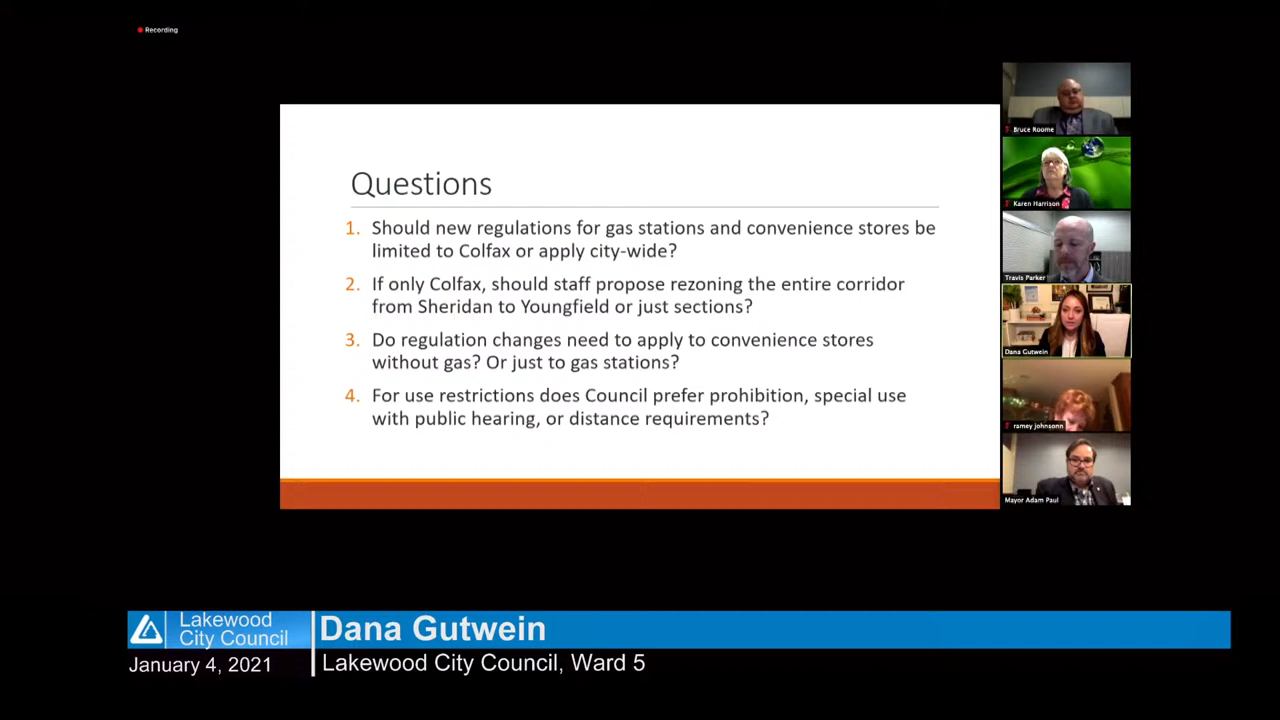 Recording
Questions
1. Should new regulations for gas stations and convenience stores be
limited to Colfax or apply city-wide?
2. If only Colfax, should staff propose rezoning the entire corridor
from Sheridan to Youngfield or just sections?
3. Do regulation changes need to apply to convenience stores
without gas? Or just to gas stations?
4. For use restrictions does Council prefer prohibition, special use
with public hearing, or distance requirements?
Bruce Roome
Karen Harrison
Travis Parker
Dana Gutwein
ramey johnsonn
Mayor Adam Paul
Lakewood
City Council
Dana Gutwein
January 4, 2021
Lakewood City Council, Ward 5